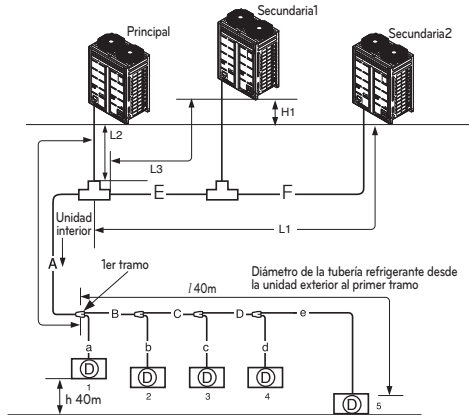 Principal
Secundaria1
Secundaria2
H1
L2
L3
E
F
L1
Unidad
interior
A
1er tramo
Diámetro de la tubería refrigerante desde
la unidad exterior al primer tramo
l 40m
B
C
D
e
a
b
c
d
D
D
D
D
D
1
2
3
4
5
h 40m